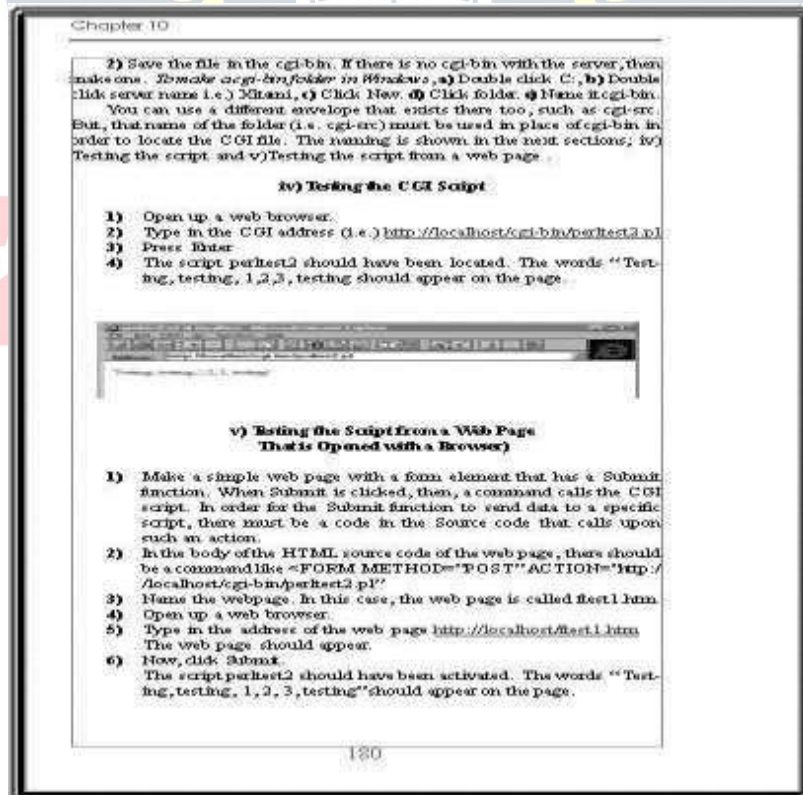 Chapter 10
2) Save the file in the cgi-bin. If there is no cgi-bin with the server, then
make one. To make a cgi-bin folder in Windows, a) Double click C:, b) Double
click server name i.e.) Xitami, c) Click New. d) Click folder. e) Name it cgi-bin.
You can use a different envelope that exists there too, such as cgi-src.
But, that name of the folder (i.e. cgi-src) must be used in place of cgi-bin in
order to locate the CGI file. The naming is shown in the next sections; iv)
Testing the script and v)Testing the script from a web page .
iv) Testing the CGI Script
1) Open up a web browser.
2) Type in the CGI address (i.e.) http://localhost/cgi-bin/perltest2.pl
3) Press Enter
4) The script perltest2 should have been located. The words “Test-
ing, testing, 1,2,3, testing should appear on the page.
v) Testing the Script from a Web Page
That is Opened with a Browser)
1) Make a simple web page with a form element that has a Submit
function. When Submit is clicked, then, a command calls the CGI
script. In order for the Submit function to send data to a specific
script, there must be a code in the Source code that calls upon
such an action.
2) In the body of the HTML source code of the web page, there should
be a command like <FORM METHOD="POST" ACTION="http:/
/localhost/cgi-bin/perltest2.pl"
3) Name the webpage. In this case, the web page is called ftest1.htm
4) Open up a web browser.
5) Type in the address of the web page http://localhost/ftest1.htm
The web page should appear.
6) Now, click Submit.
The script perltest2 should have been activated. The words “Test-
ing, testing, 1, 2, 3, testing” should appear on the page.
180